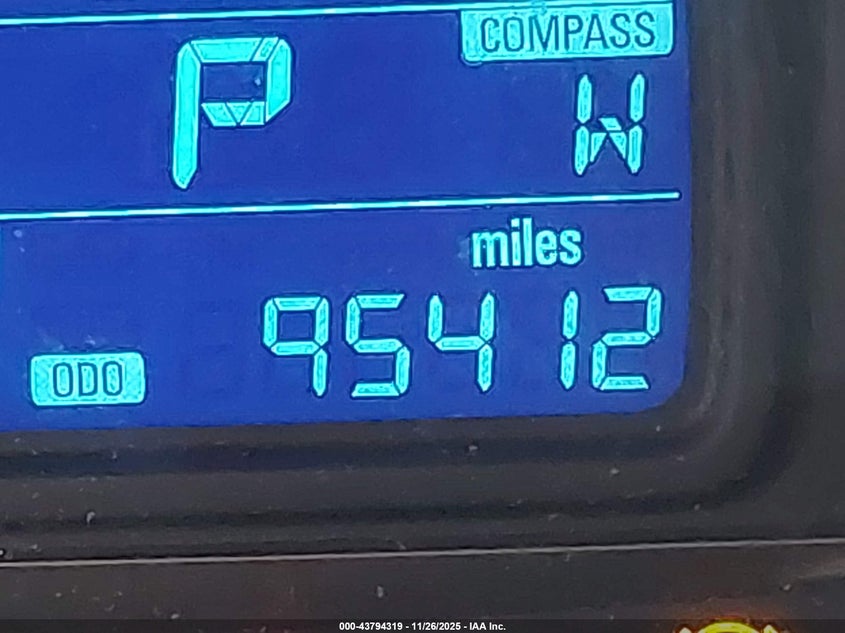 COMPASS
P W
miles
ODO 95412
000-43794319 - 11/26/2025 - IAA Inc.